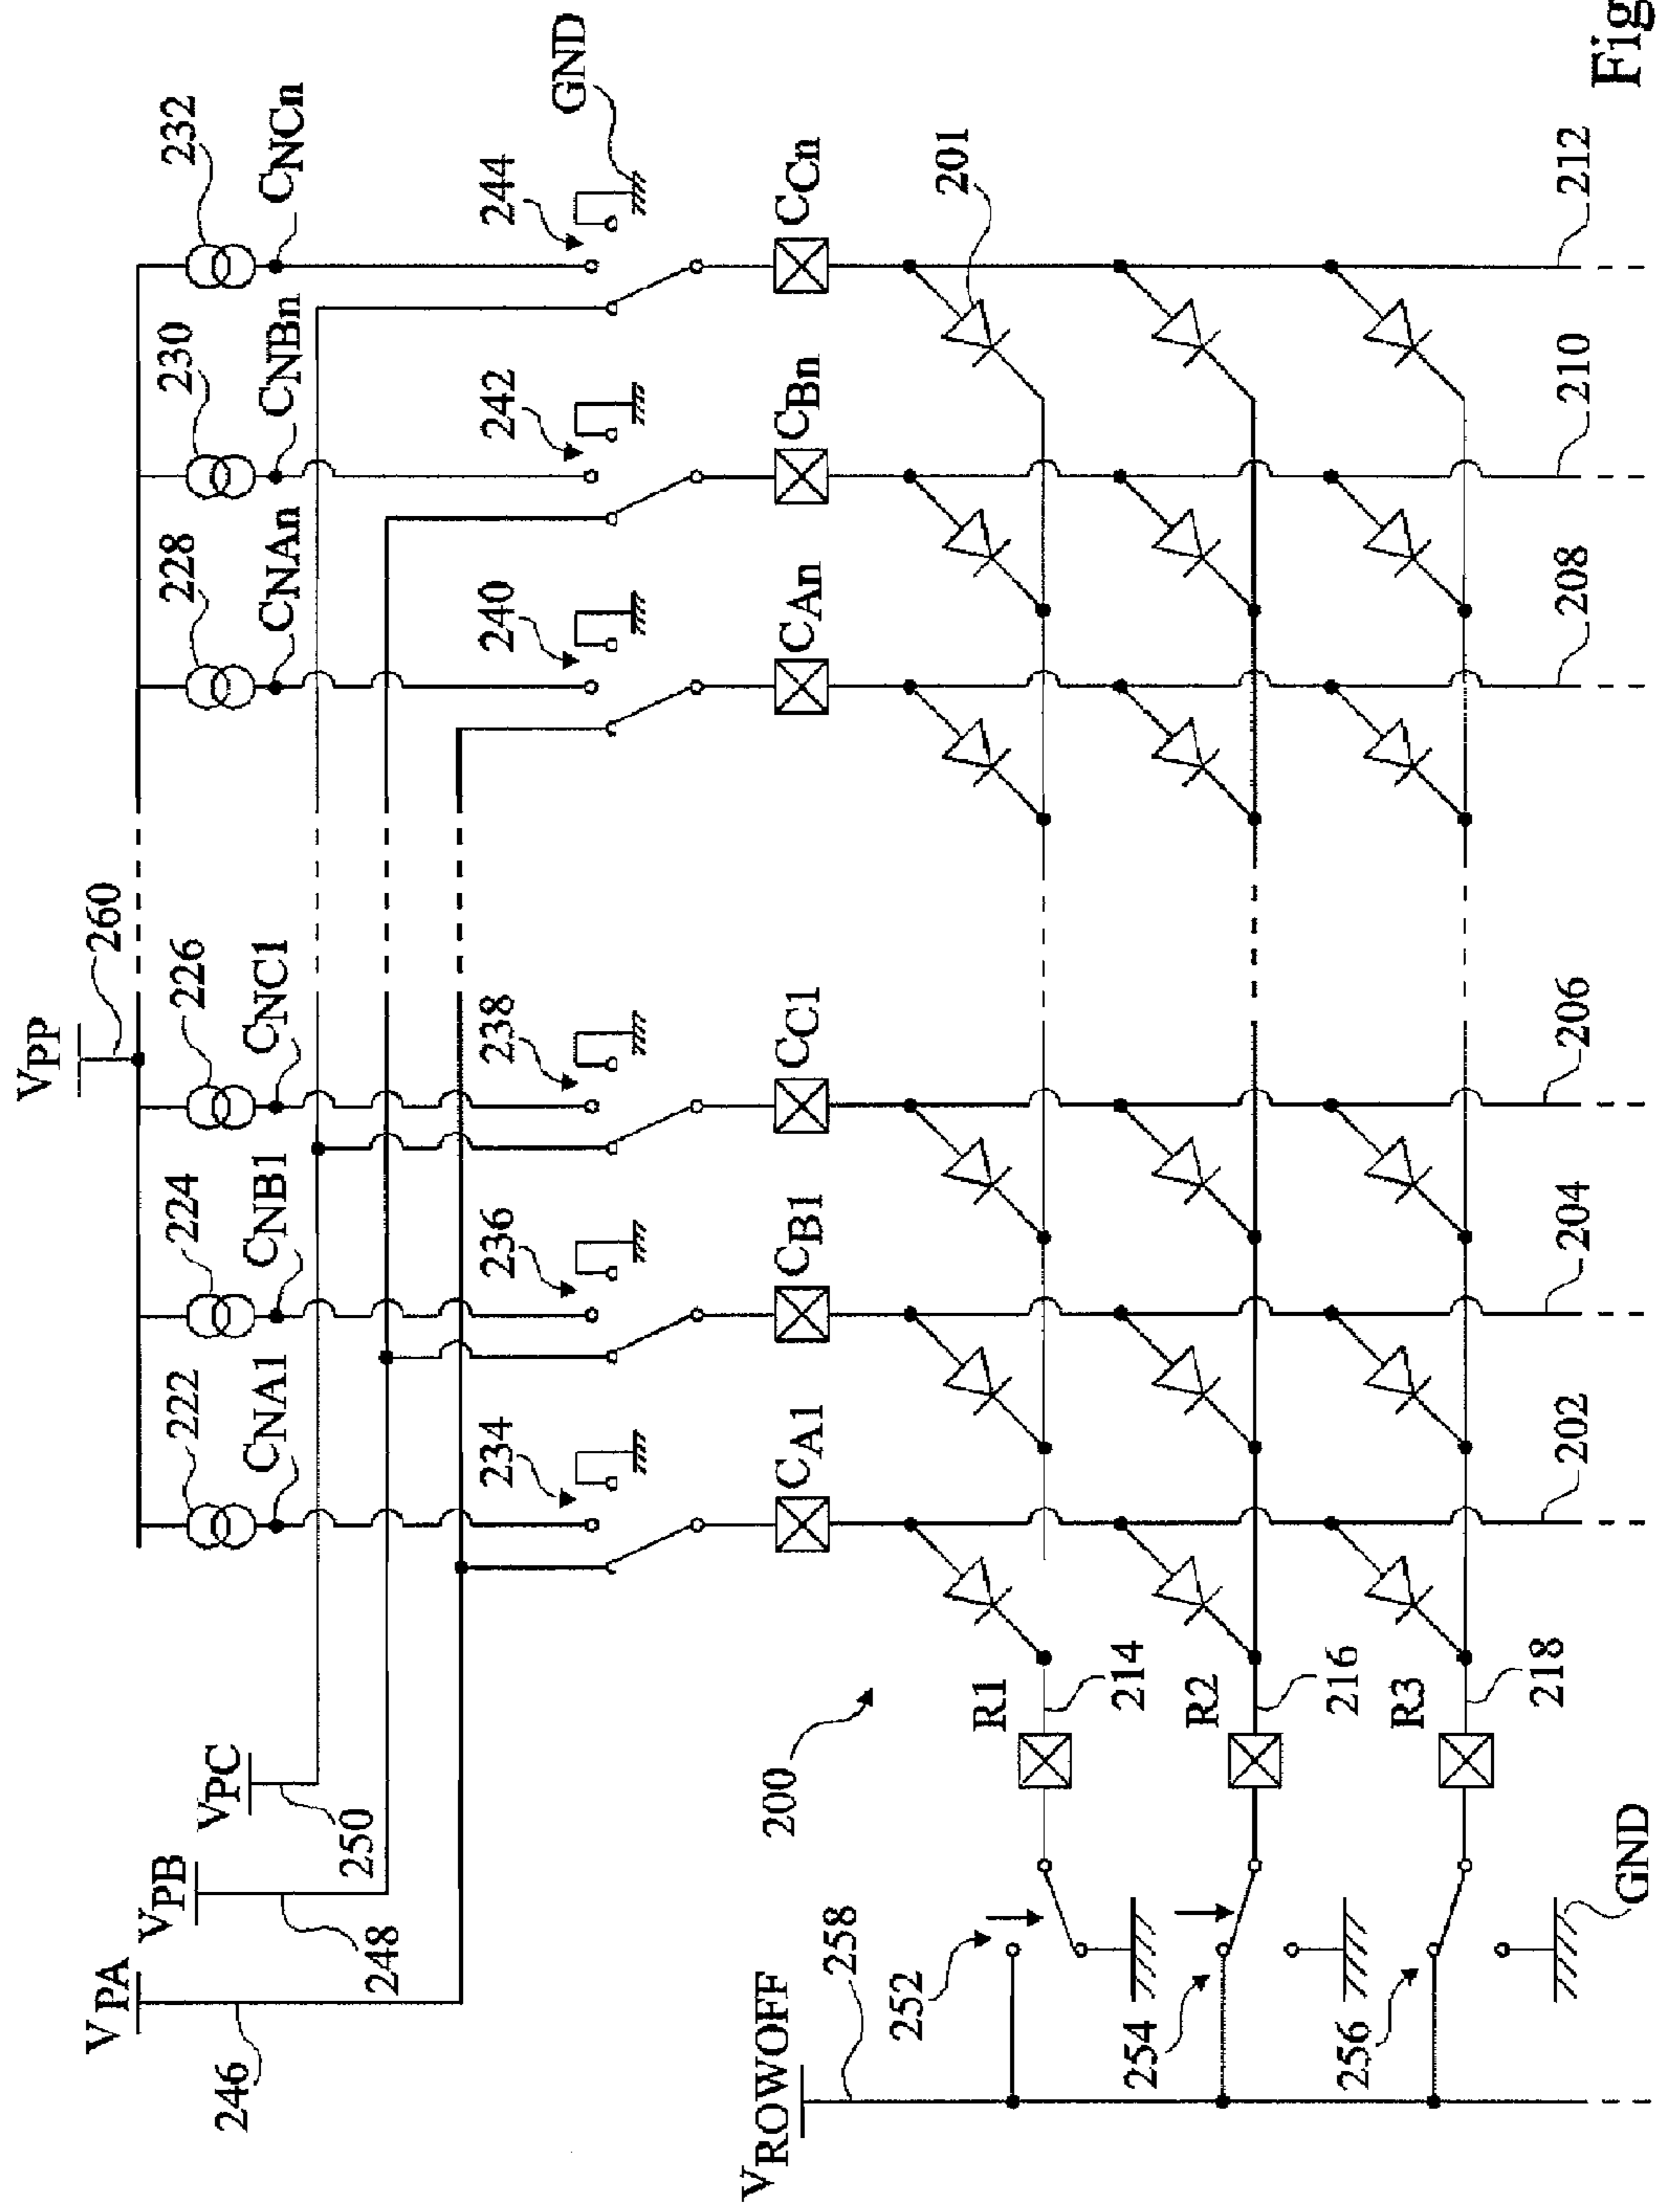 VPP
260
222
224
226
228
230
232
CNA1
CNB1
CNC1
CNAn
CNBn
CNCn
VPA
VPB
VPC
246
248
250
234
236
238
240
242
244
GND
CA1
CB1
CC1
CAn
CBn
CCn
200
201
VROWOFF
258
252
R1
214
254
R2
216
256
R3
218
GND
202
204
206
208
210
212
Fig